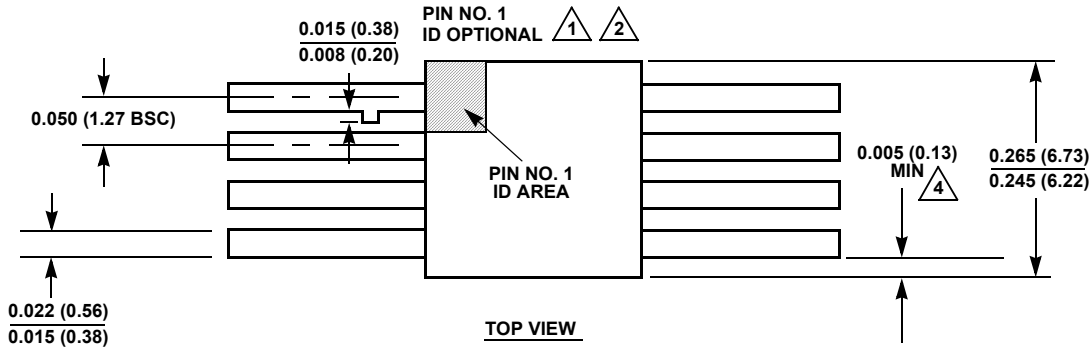 PIN NO. 1
ID OPTIONAL 1 2
0.015 (0.38)
0.008 (0.20)
0.050 (1.27 BSC)
PIN NO. 1
ID AREA
0.005 (0.13)
MIN 4
0.265 (6.73)
0.245 (6.22)
0.022 (0.56)
0.015 (0.38)
TOP VIEW